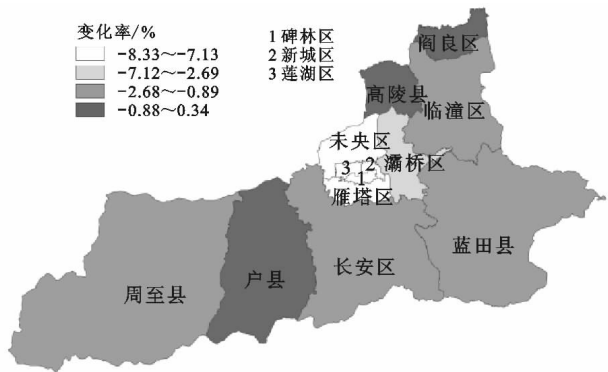 变化率/%
-8.33～-7.13
-7.12～-2.69
-2.68～-0.89
-0.88～0.34
1 碑林区
2 新城区
3 莲湖区
阎良区
高陵县
临潼区
未央区
3
2
灞桥区
1
雁塔区
蓝田县
长安区
户县
周至县